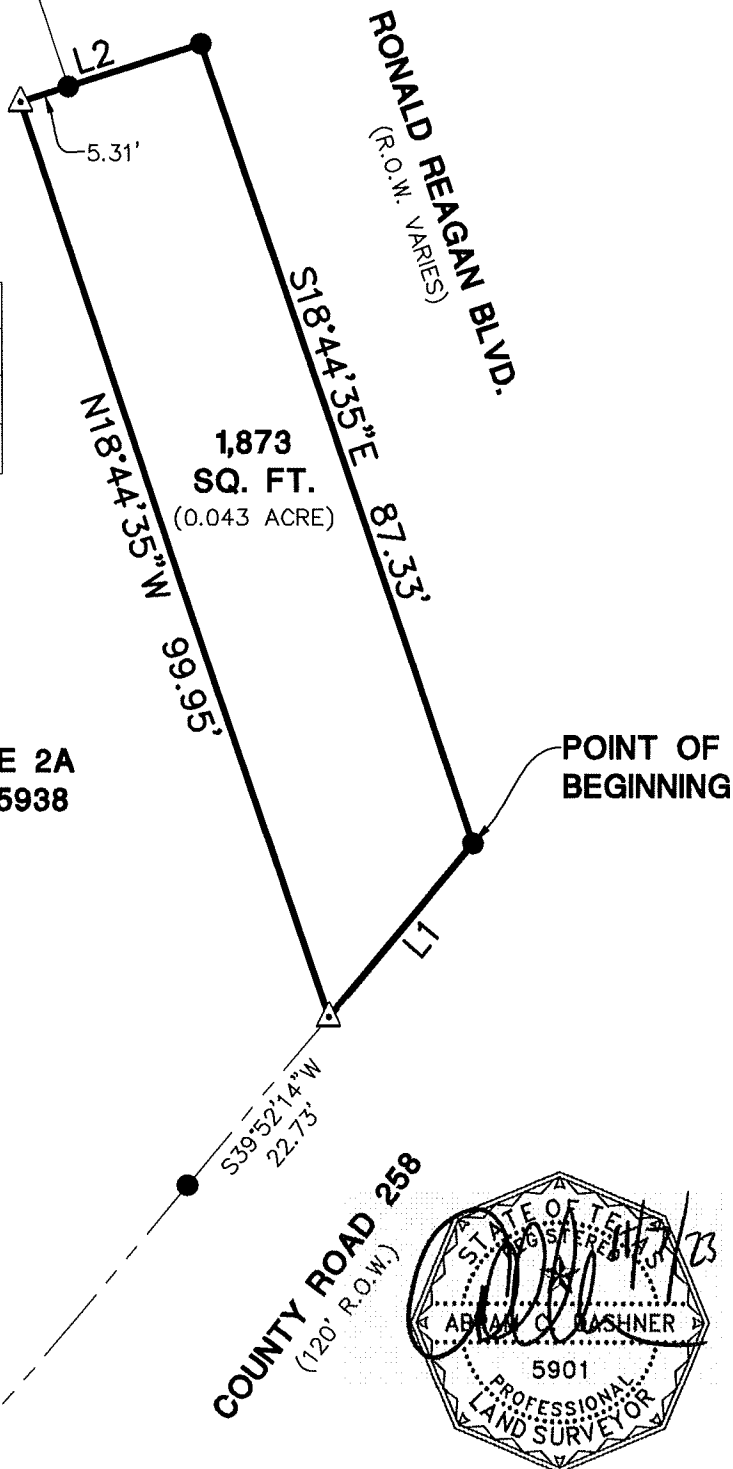 L2
5.31'
RONALD REAGAN BLVD.
(R.O.W. VARIES)
S18°44'35"E 87.33'
N18°44'35"W 99.95'
1,873
SQ. FT.
(0.043 ACRE)
E 2A
5938
POINT OF
BEGINNING
L1
S39°52'14"W
22.73'
COUNTY ROAD 258
(120' R.O.W.)
STATE OF TEXAS
REGISTERED
23
5901
PROFESSIONAL
LAND SURVEYOR